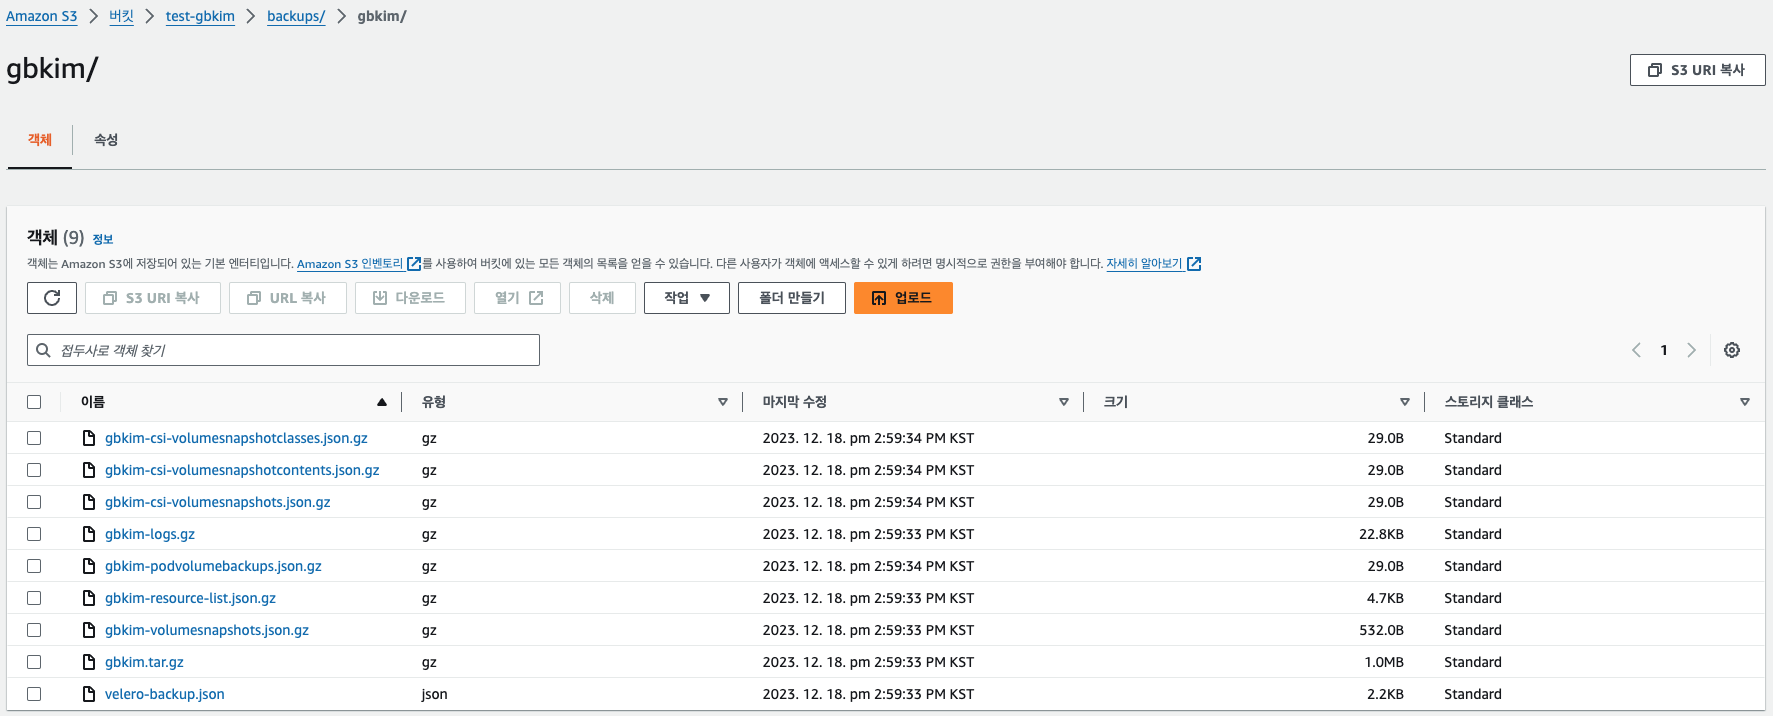 Amazon S3 > 버킷 > test-gbkim > backups/ > gbkim/
gbkim/
S3 URI 복사
객체 속성
객체 (9) 정보
객체는 Amazon S3에 저장되어 있는 기본 엔터티입니다. Amazon S3 인벤토리 를 사용하여 버킷에 있는 모든 객체의 목록을 얻을 수 있습니다. 다른 사용자가 객체에 액세스할 수 있게 하려면 명시적으로 권한을 부여해야 합니다. 자세히 알아보기
S3 URI 복사 URL 복사 다운로드 열기 삭제 작업 폴더 만들기 업로드
접두사로 객체 찾기 1
이름 유형 마지막 수정 크기 스토리지 클래스
gbkim-csi-volumesnapshotclasses.json.gz gz 2023. 12. 18. pm 2:59:34 PM KST 29.0B Standard
gbkim-csi-volumesnapshotcontents.json.gz gz 2023. 12. 18. pm 2:59:34 PM KST 29.0B Standard
gbkim-csi-volumesnapshots.json.gz gz 2023. 12. 18. pm 2:59:34 PM KST 29.0B Standard
gbkim-logs.gz gz 2023. 12. 18. pm 2:59:33 PM KST 22.8KB Standard
gbkim-podvolumebackups.json.gz gz 2023. 12. 18. pm 2:59:34 PM KST 29.0B Standard
gbkim-resource-list.json.gz gz 2023. 12. 18. pm 2:59:33 PM KST 4.7KB Standard
gbkim-volumesnapshots.json.gz gz 2023. 12. 18. pm 2:59:33 PM KST 532.0B Standard
gbkim.tar.gz gz 2023. 12. 18. pm 2:59:33 PM KST 1.0MB Standard
velero-backup.json json 2023. 12. 18. pm 2:59:33 PM KST 2.2KB Standard